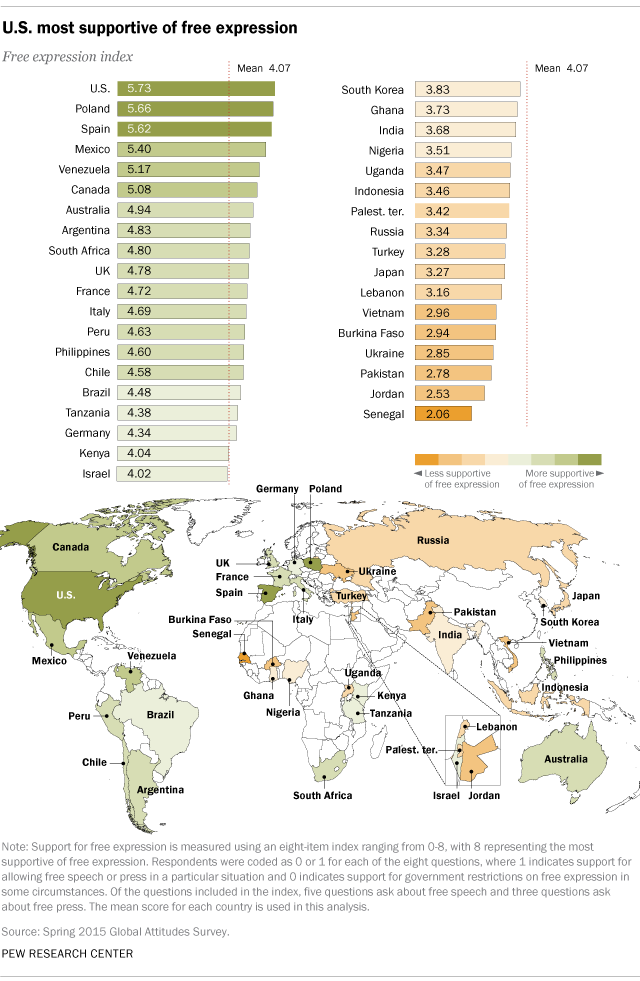 U.S. most supportive of free expression
Free expression index
Mean 4.07
U.S. 5.73
Poland 5.66
Spain 5.62
Mexico 5.40
Venezuela 5.17
Canada 5.08
Australia 4.94
Argentina 4.83
South Africa 4.80
UK 4.78
France 4.72
Italy 4.69
Peru 4.63
Philippines 4.60
Chile 4.58
Brazil 4.48
Tanzania 4.38
Germany 4.34
Kenya 4.04
Israel 4.02
Mean 4.07
South Korea 3.83
Ghana 3.73
India 3.68
Nigeria 3.51
Uganda 3.47
Indonesia 3.46
Palest. ter. 3.42
Russia 3.34
Turkey 3.28
Japan 3.27
Lebanon 3.16
Vietnam 2.96
Burkina Faso 2.94
Ukraine 2.85
Pakistan 2.78
Jordan 2.53
Senegal 2.06
Less supportive
of free expression
More supportive
of free expression
Germany
Poland
Canada
Russia
UK
France
Ukraine
U.S.
Spain
Turkey
Japan
Italy
Pakistan
South Korea
Burkina Faso
India
Senegal
Vietnam
Mexico
Venezuela
Philippines
Uganda
Indonesia
Ghana
Kenya
Nigeria
Tanzania
Peru
Brazil
Lebanon
Palest. ter.
Chile
Australia
Argentina
South Africa
Israel
Jordan
Note: Support for free expression is measured using an eight-item index ranging from 0-8, with 8 representing the most
supportive of free expression. Respondents were coded as 0 or 1 for each of the eight questions, where 1 indicates support for
allowing free speech or press in a particular situation and 0 indicates support for government restrictions on free expression in
some circumstances. Of the questions included in the index, five questions ask about free speech and three questions ask
about free press. The mean score for each country is used in this analysis.
Source: Spring 2015 Global Attitudes Survey.
PEW RESEARCH CENTER